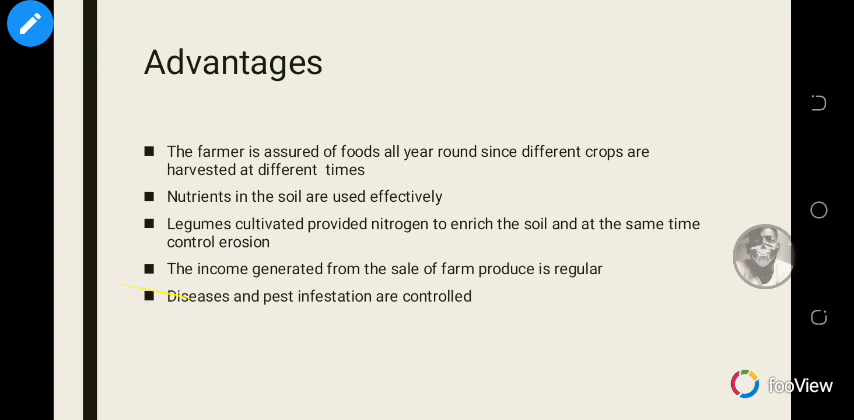 Advantages
The farmer is assured of foods all year round since different crops are
harvested at different times
Nutrients in the soil are used effectively
Legumes cultivated provided nitrogen to enrich the soil and at the same time
control erosion
The income generated from the sale of farm produce is regular
Diseases and pest infestation are controlled
fooView